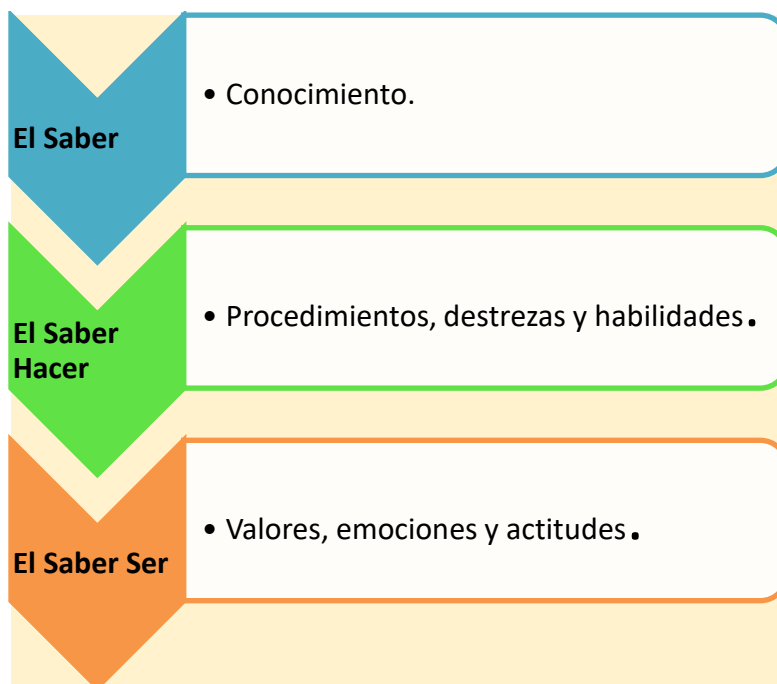 El Saber
• Conocimiento.
El Saber
Hacer
• Procedimientos, destrezas y habilidades.
El Saber Ser
• Valores, emociones y actitudes.